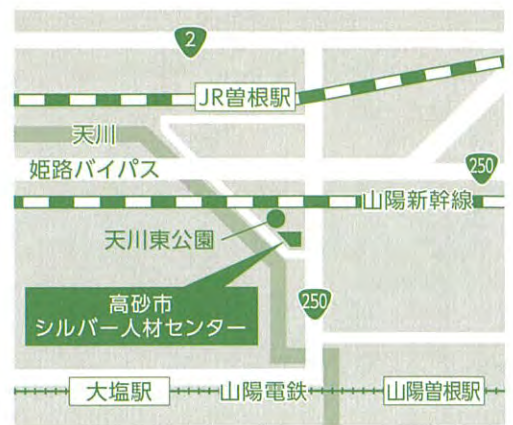 2
JR曽根駅
天川
姫路バイパス
250
山陽新幹線
天川東公園
高砂市
シルバー人材センター
250
大塩駅
山陽電鉄
山陽曽根駅